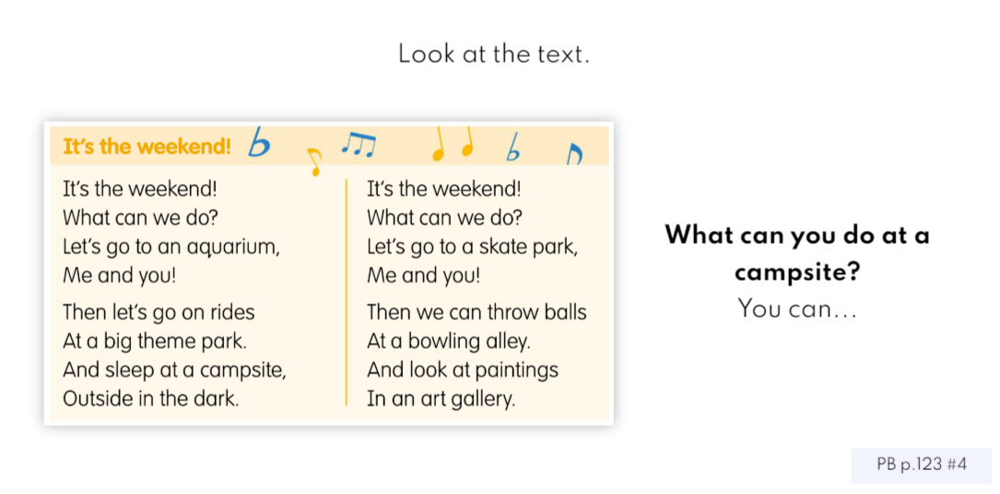 Look at the text.
It's the weekend!
It's the weekend!
What can we do?
Let's go to an aquarium,
Me and you!
Then let's go on rides
At a big theme park.
And sleep at a campsite,
Outside in the dark.
It's the weekend!
What can we do?
Let's go to a skate park,
Me and you!
Then we can throw balls
At a bowling alley.
And look at paintings
In an art gallery.
What can you do at a
campsite?
You can...
PB p.123 #4